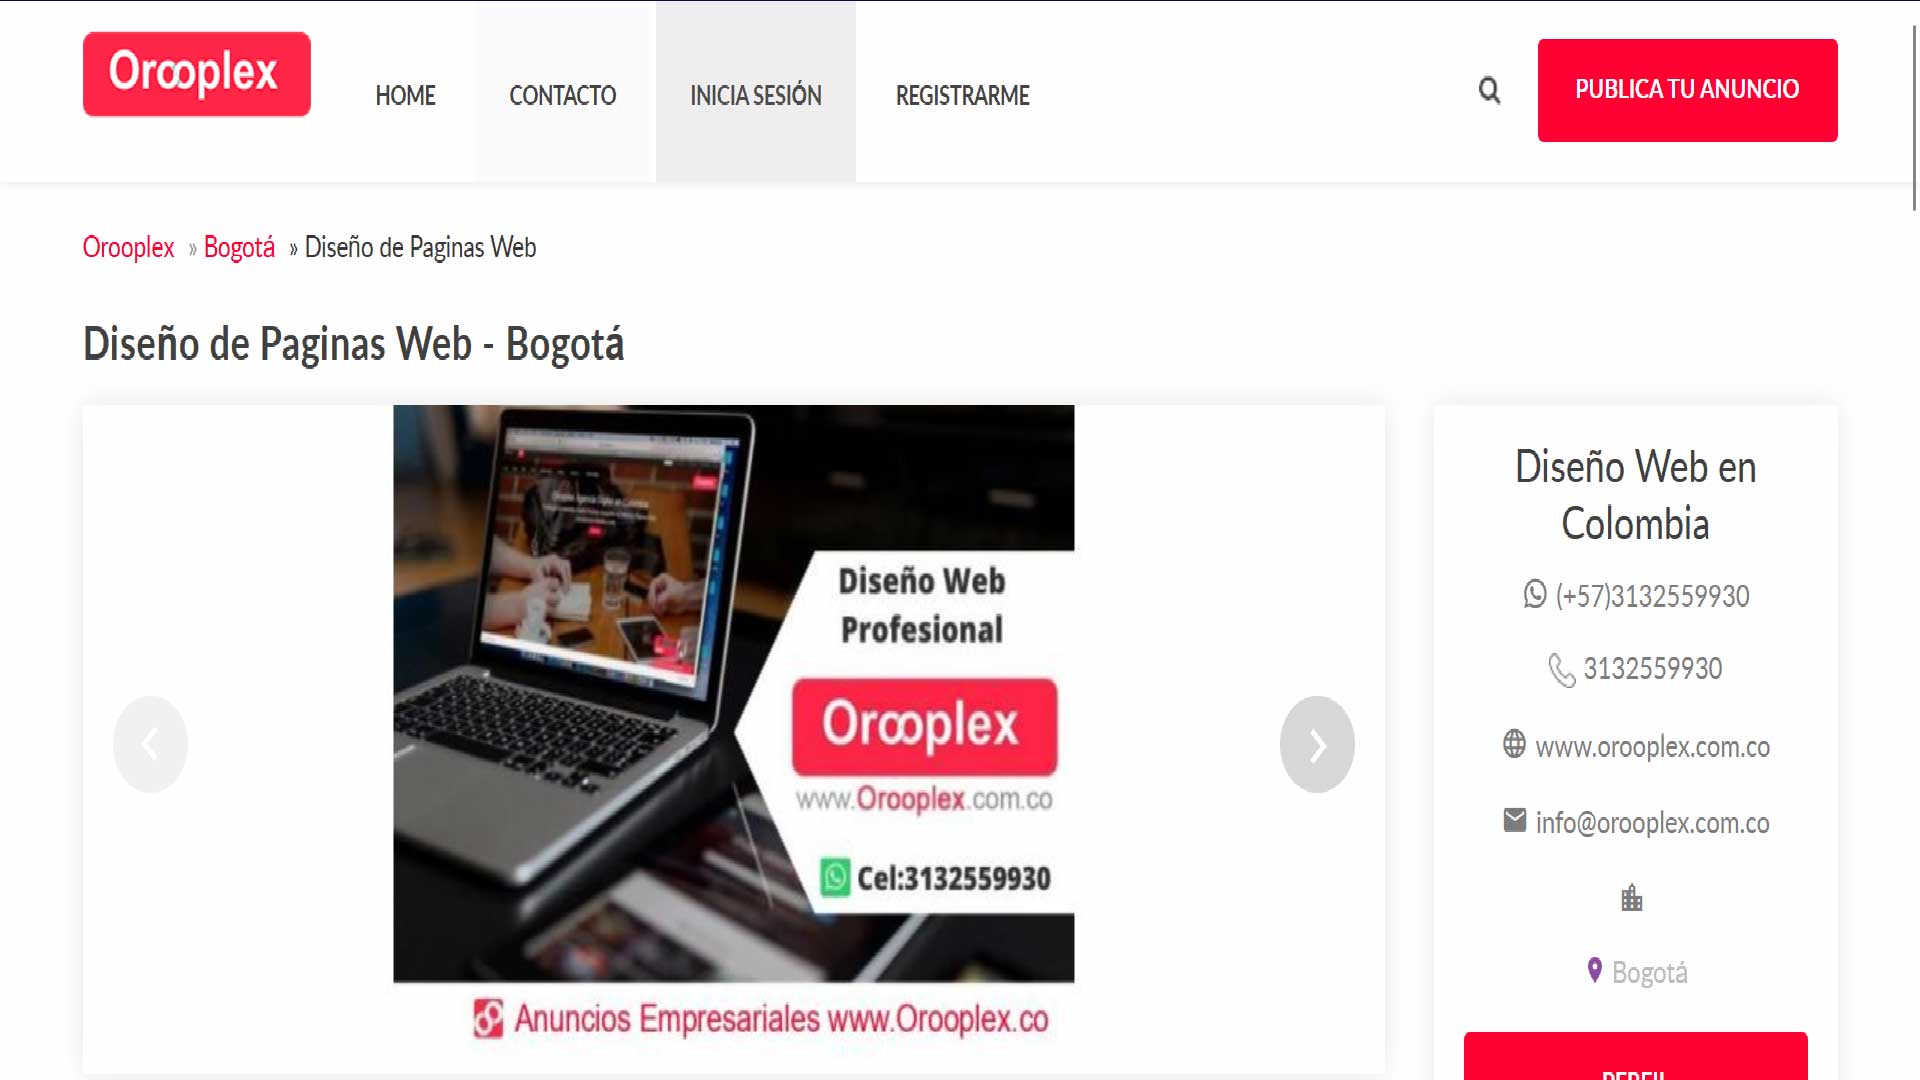 Orooplex
HOME
CONTACTO
INICIA SESIÓN
REGISTRARME
PUBLICA TU ANUNCIO
Orooplex » Bogotá » Diseño de Paginas Web
Diseño de Paginas Web - Bogotá
Diseño Web
Profesional
Orooplex
www.Orooplex.com.co
Cel:3132559930
Anuncios Empresariales www.Orooplex.co
Diseño Web en
Colombia
(+57)3132559930
3132559930
www.orooplex.com.co
info@orooplex.com.co
Bogotá
PERFIL